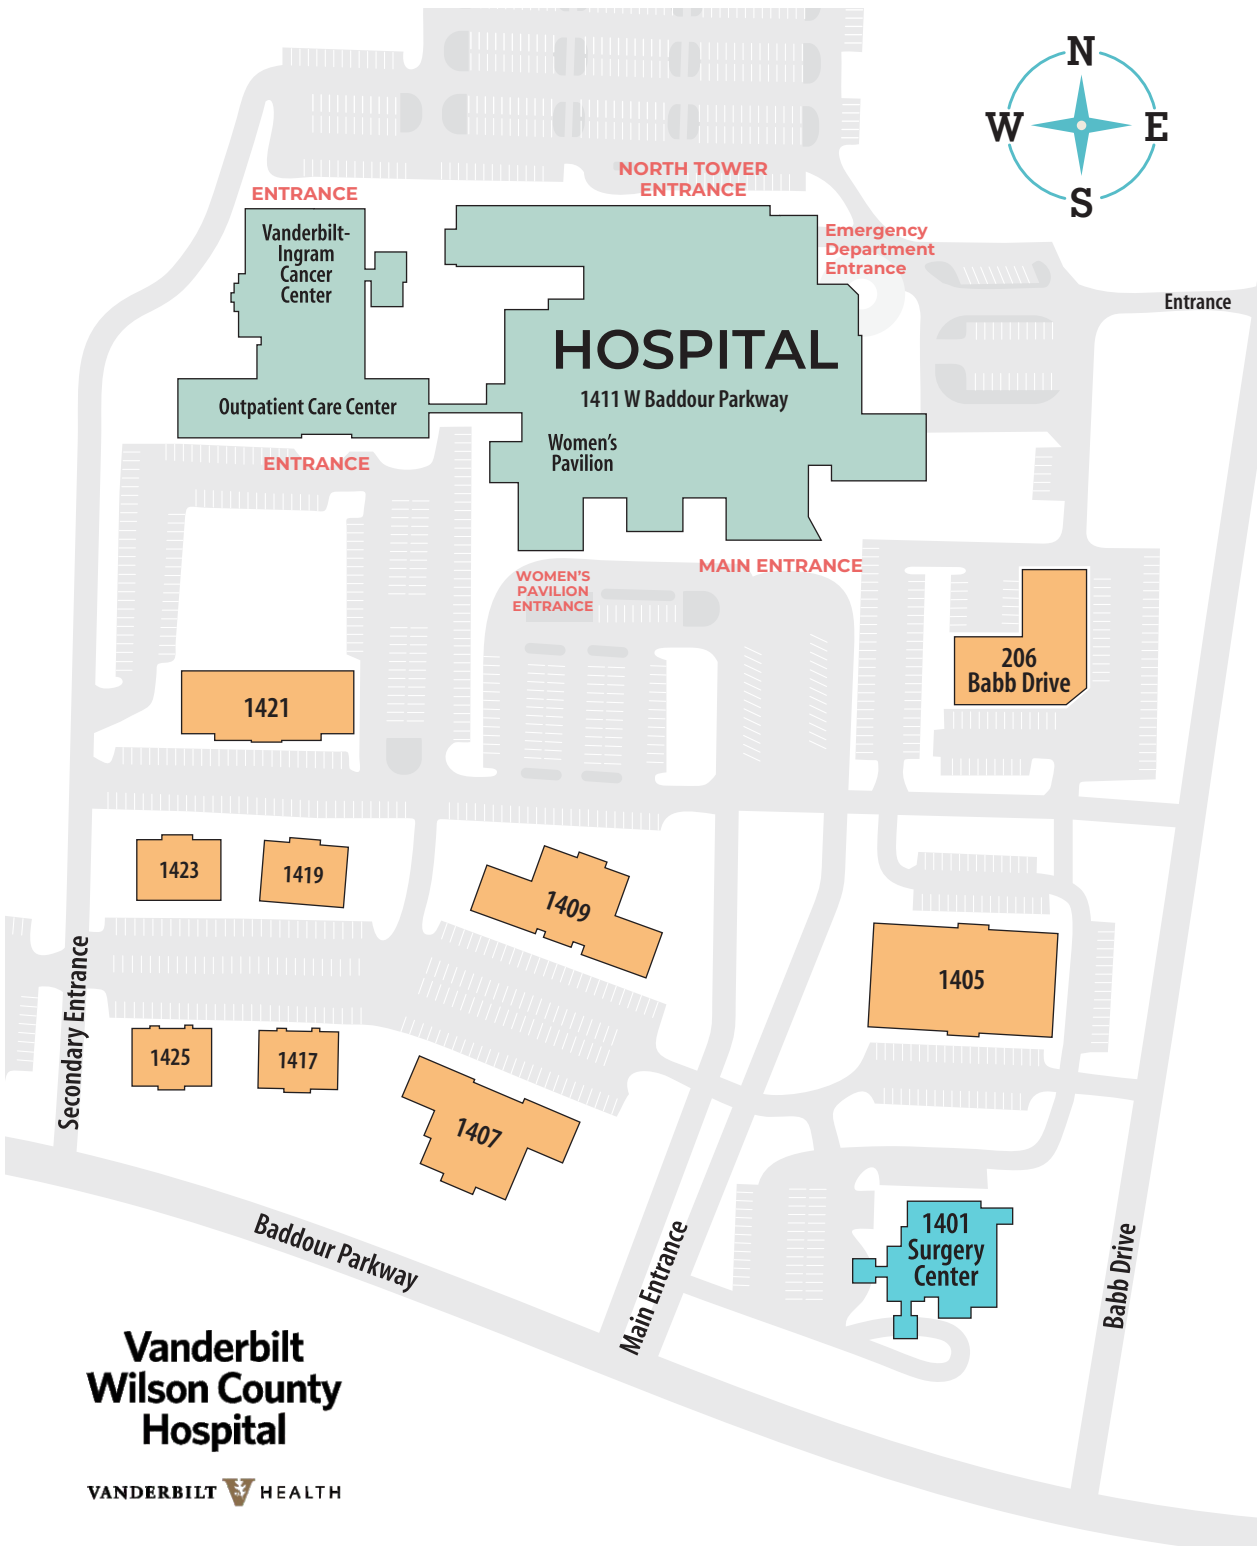 N
W
E
S
NORTH TOWER
ENTRANCE
ENTRANCE
Vanderbilt-
Ingram
Cancer
Center
Emergency
Department
Entrance
Entrance
HOSPITAL
1411 W Baddour Parkway
Outpatient Care Center
Women's
Pavilion
ENTRANCE
MAIN ENTRANCE
WOMEN'S
PAVILION
ENTRANCE
206
Babb Drive
1421
1423
1419
1409
1405
Secondary Entrance
1425
1417
1407
1401
Surgery
Center
Baddour Parkway
Main Entrance
Babb Drive
Vanderbilt
Wilson County
Hospital
VANDERBILT V HEALTH